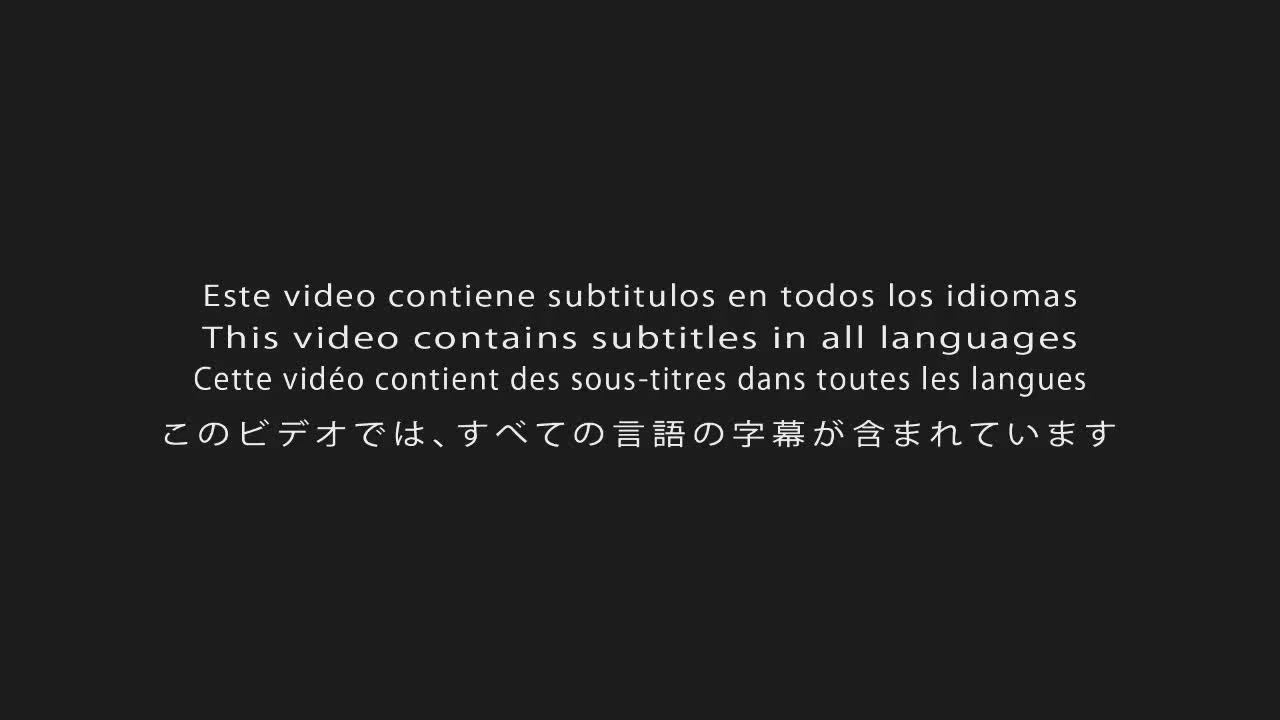 Este video contiene subtitulos en todos los idiomas
This video contains subtitles in all languages
Cette vidéo contient des sous-titres dans toutes les langues
このビデオでは、すべての言語の字幕が含まれています